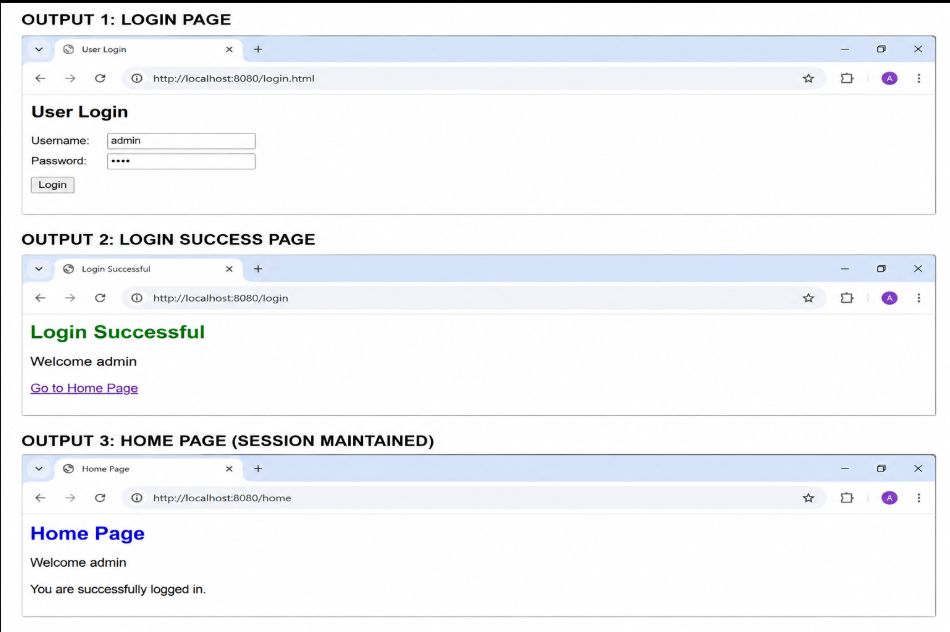 OUTPUT 1: LOGIN PAGE
User Login
http://localhost:8080/login.html
A
User Login
Username: admin
Password: ••••
Login
OUTPUT 2: LOGIN SUCCESS PAGE
Login Successful
http://localhost:8080/login
A
Login Successful
Welcome admin
Go to Home Page
OUTPUT 3: HOME PAGE (SESSION MAINTAINED)
Home Page
http://localhost:8080/home
A
Home Page
Welcome admin
You are successfully logged in.